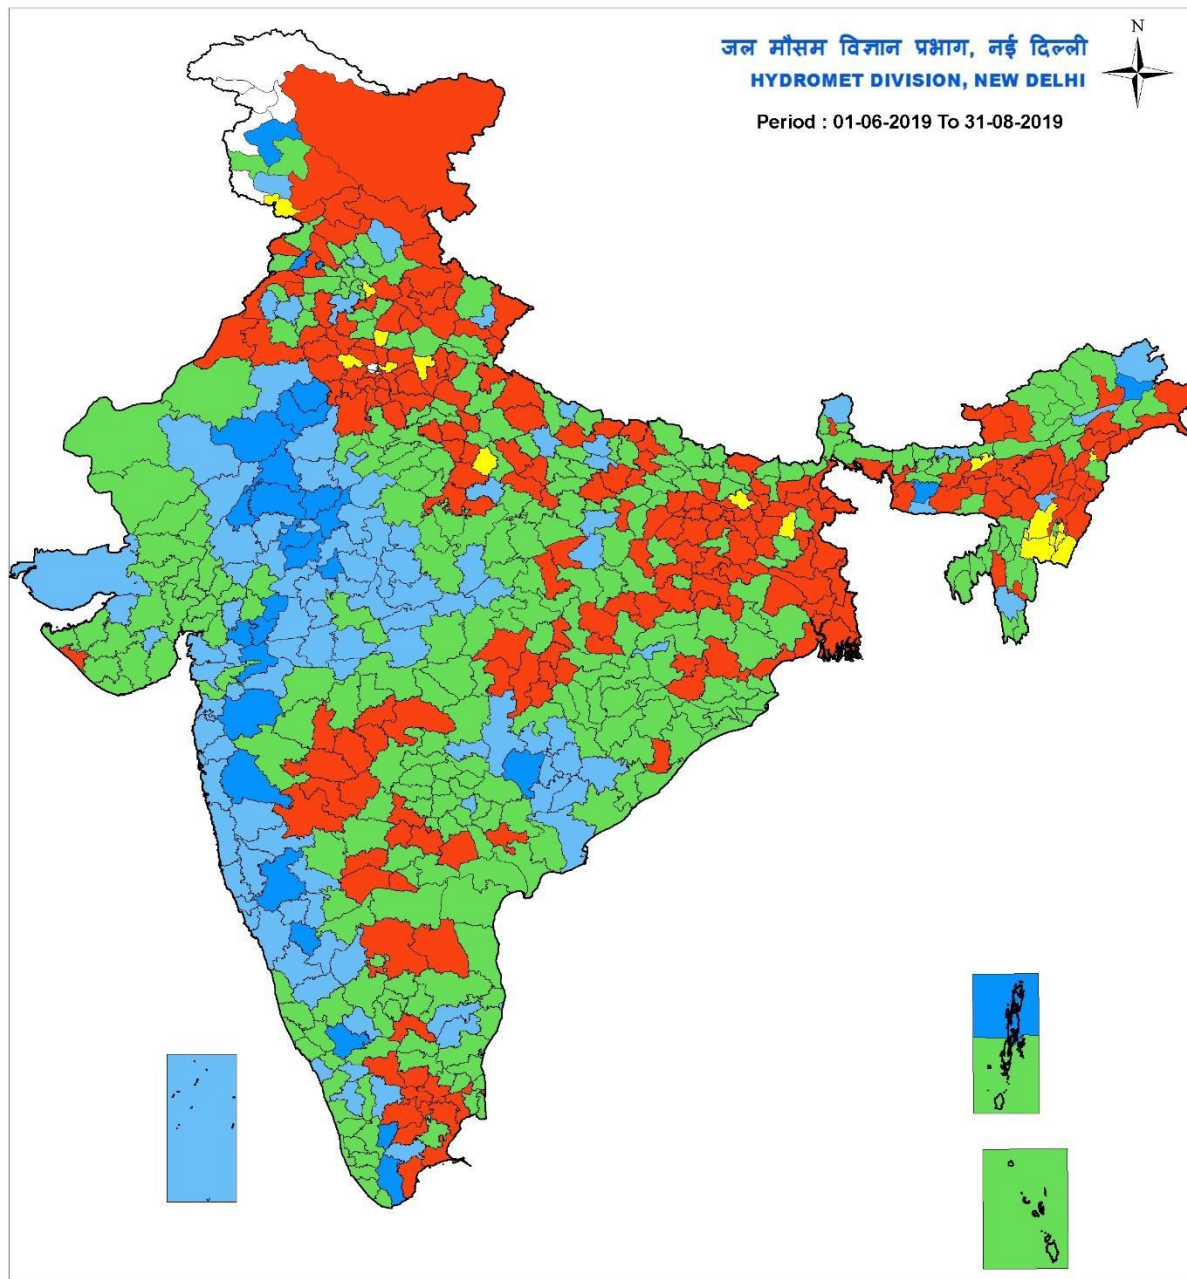 जल मौसम विज्ञान प्रभाग, नई दिल्ली
HYDROMET DIVISION, NEW DELHI
N
Period : 01-06-2019 To 31-08-2019